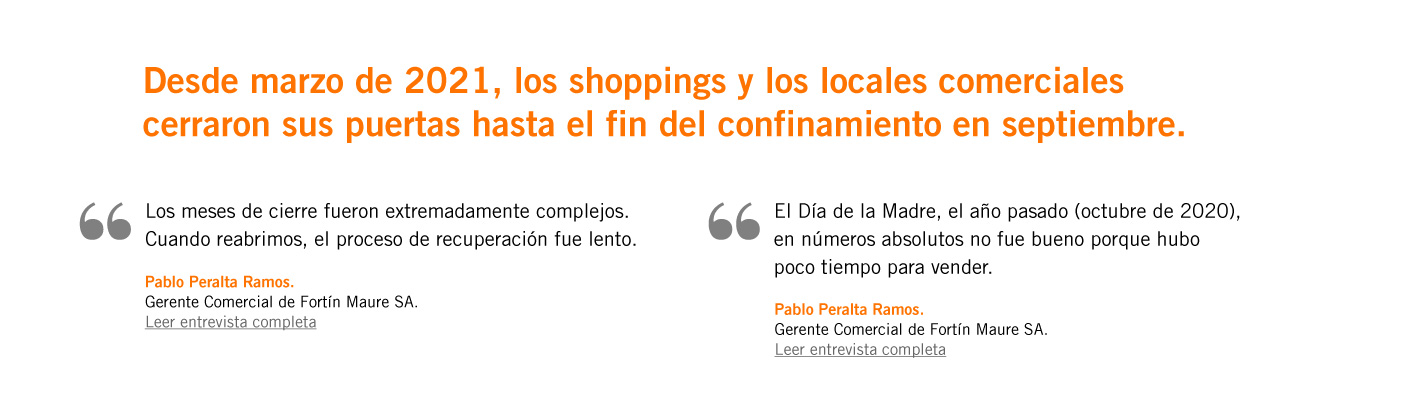 Desde marzo de 2021, los shoppings y los locales comerciales
cerraron sus puertas hasta el fin del confinamiento en septiembre.
“ Los meses de cierre fueron extremadamente complejos.
Cuando reabrimos, el proceso de recuperación fue lento.
Pablo Peralta Ramos.
Gerente Comercial de Fortín Maure SA.
Leer entrevista completa
“ El Día de la Madre, el año pasado (octubre de 2020),
en números absolutos no fue bueno porque hubo
poco tiempo para vender.
Pablo Peralta Ramos.
Gerente Comercial de Fortín Maure SA.
Leer entrevista completa